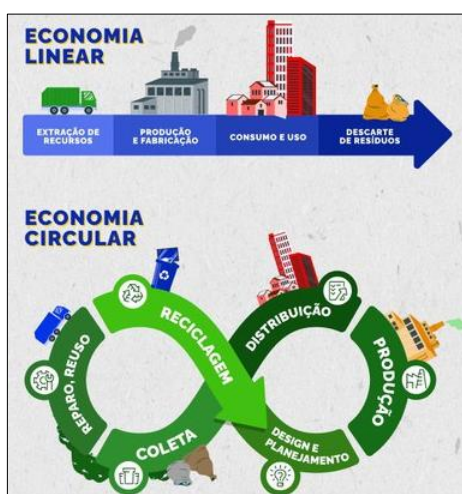 ECONOMIA
LINEAR
EXTRAÇÃO DE
RECURSOS
PRODUÇÃO
E FABRICAÇÃO
CONSUMO E USO
DESCARTE
DE RESÍDUOS
ECONOMIA
CIRCULAR
REPARO, REUSO
RECICLAGEM
COLETA
DISTRIBUIÇÃO
PRODUÇÃO
DESIGN E
PLANEJAMENTO